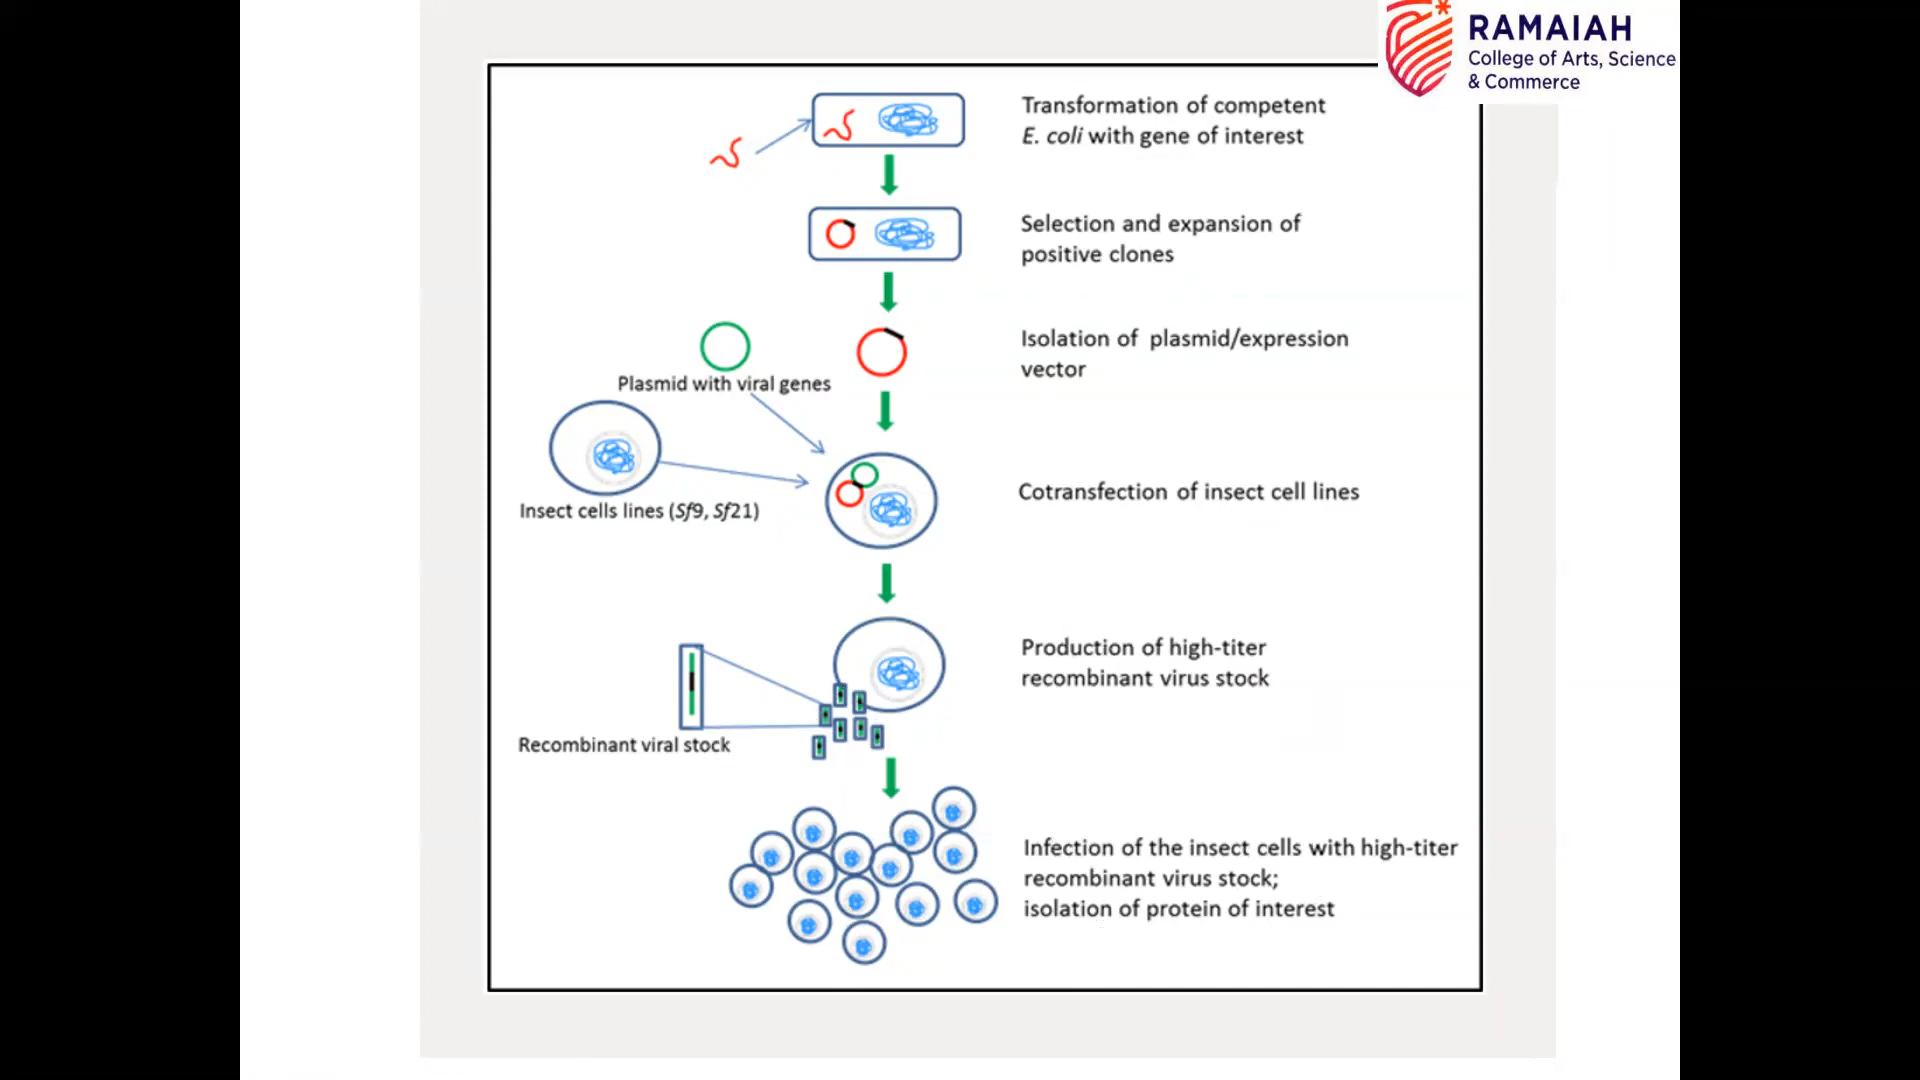 RAMAIAH
College of Arts, Science
& Commerce
Transformation of competent
E. coli with gene of interest
Selection and expansion of
positive clones
Isolation of plasmid/expression
vector
Plasmid with viral genes
Insect cells lines (Sf9, Sf21)
Cotransfection of insect cell lines
Production of high-titer
recombinant virus stock
Recombinant viral stock
Infection of the insect cells with high-titer
recombinant virus stock;
isolation of protein of interest